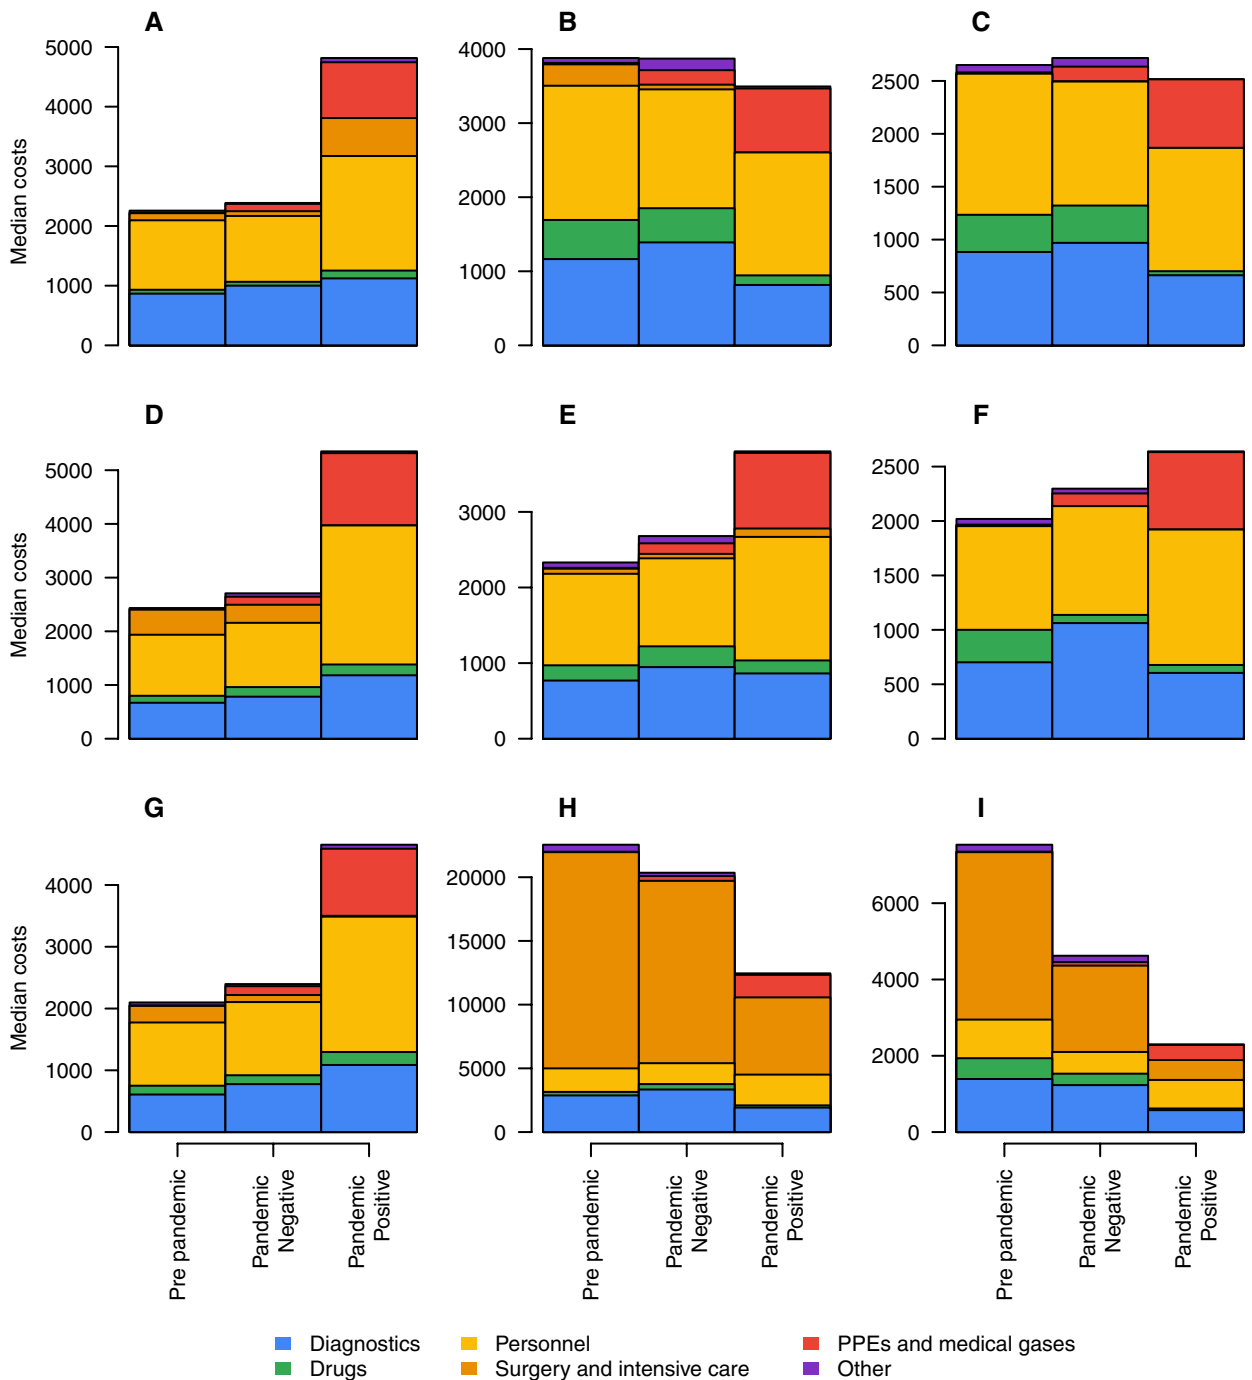 A
B
C
Median costs
5000
4000
3000
2000
1000
0
4000
3000
2000
1000
0
2500
2000
1500
1000
500
0
D
E
F
Median costs
5000
4000
3000
2000
1000
0
3000
2000
1000
0
2500
2000
1500
1000
500
0
G
H
I
Median costs
4000
3000
2000
1000
0
20000
15000
10000
5000
0
6000
4000
2000
0
Pre pandemic
Pandemic
Negative
Pandemic
Positive
Pre pandemic
Pandemic
Negative
Pandemic
Positive
Pre pandemic
Pandemic
Negative
Pandemic
Positive
Diagnostics
Personnel
PPEs and medical gases
Drugs
Surgery and intensive care
Other